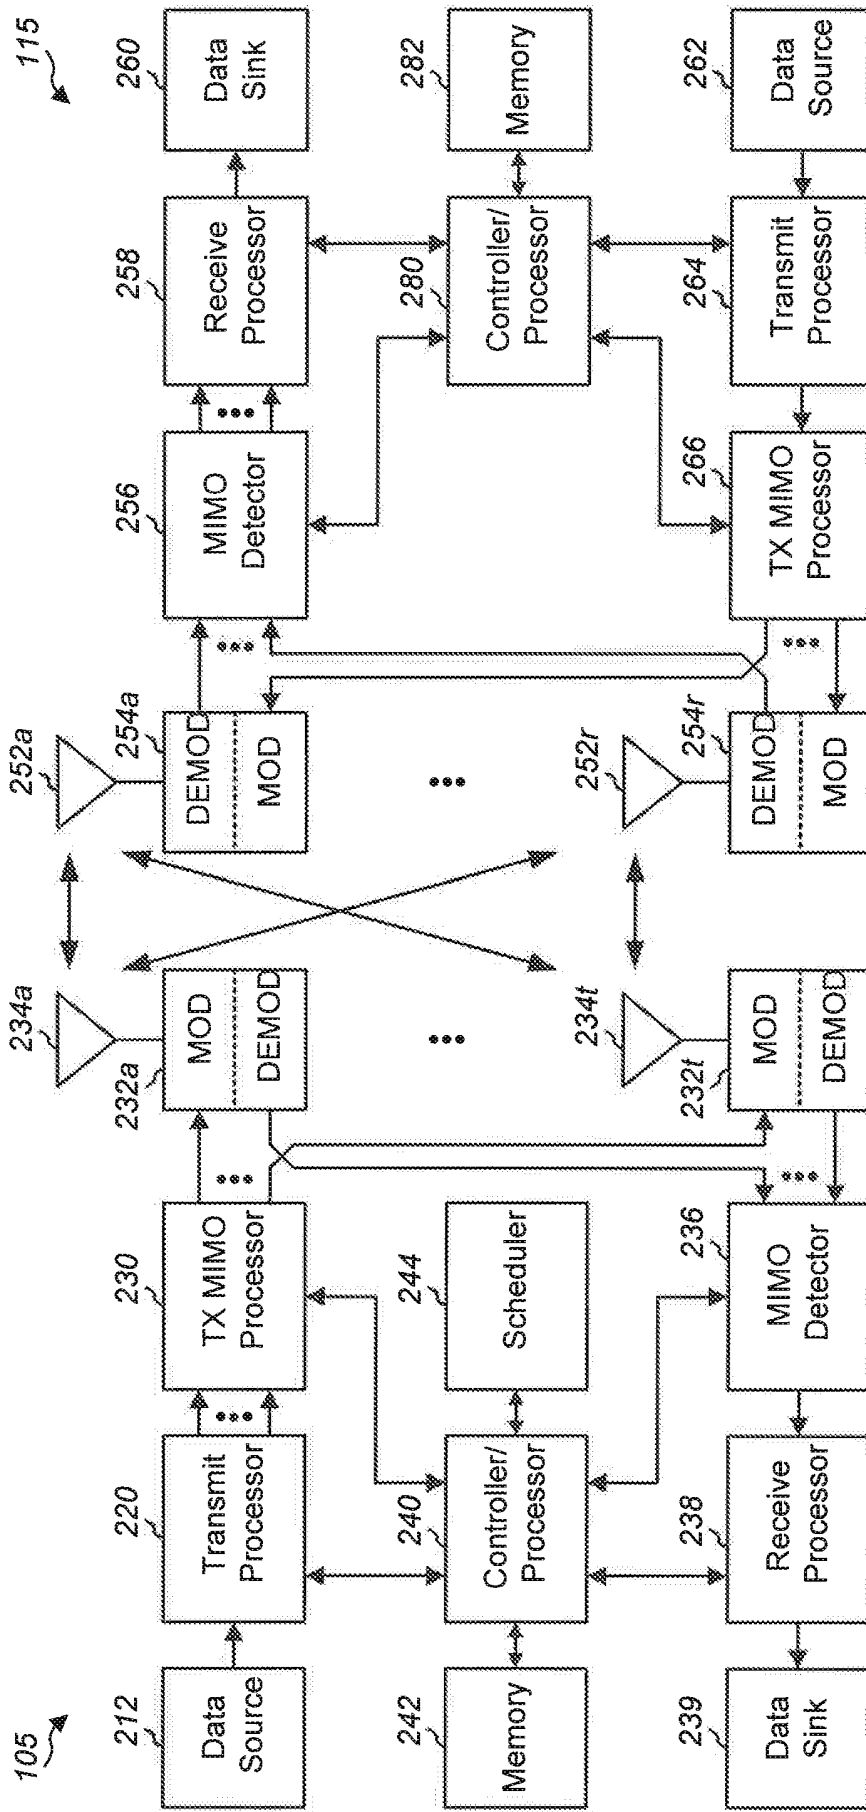 105
115
212
Data
Source
220
Transmit
Processor
230
TX MIMO
Processor
232a
MOD
DEMOD
234a
252a
254a
DEMOD
MOD
256
MIMO
Detector
258
Receive
Processor
260
Data
Sink
242
Memory
240
Controller/
Processor
244
Scheduler
280
Controller/
Processor
282
Memory
239
Data
Sink
238
Receive
Processor
236
MIMO
Detector
232t
MOD
DEMOD
234t
252r
254r
DEMOD
MOD
266
TX MIMO
Processor
264
Transmit
Processor
262
Data
Source